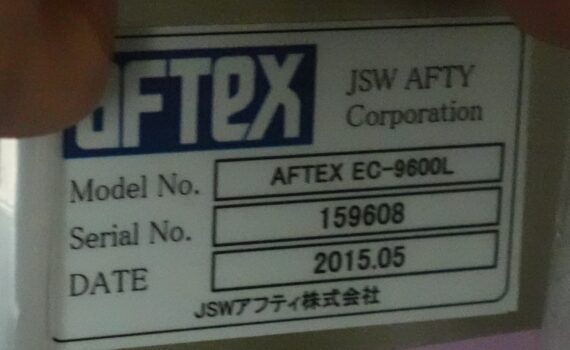 AFTEX
JSW AFTY
Corporation
Model No. AFTEX EC-9600L
Serial No. 159608
DATE 2015.05
JSWアフティ株式会社